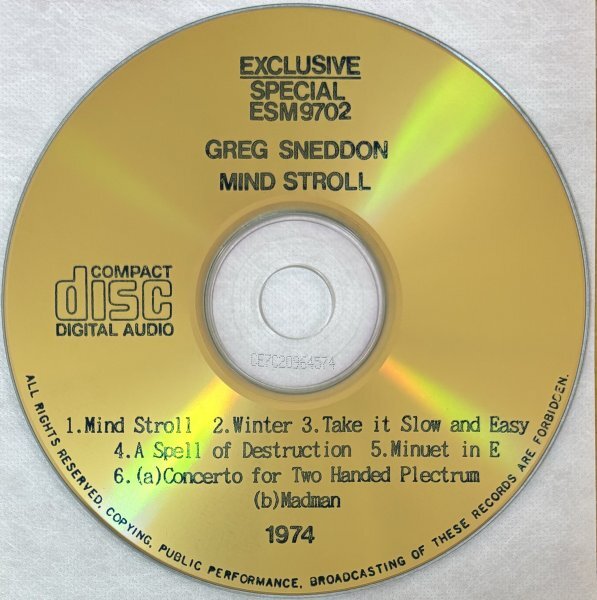 EXCLUSIVE
SPECIAL
ESM9702
GREG SNEDDON
MIND STROLL
COMPACT
disc
DIGITAL AUDIO
CE7C20964574
1.Mind Stroll 2.Winter 3.Take it Slow and Easy
4.A Spell of Destruction 5.Minuet in E
6.(a)Concerto for Two Handed Plectrum
(b)Madman
1974
ALL RIGHTS RESERVED, COPYING, PUBLIC PERFORMANCE, BROADCASTING OF THESE RECORDS ARE FORBIDDEN.